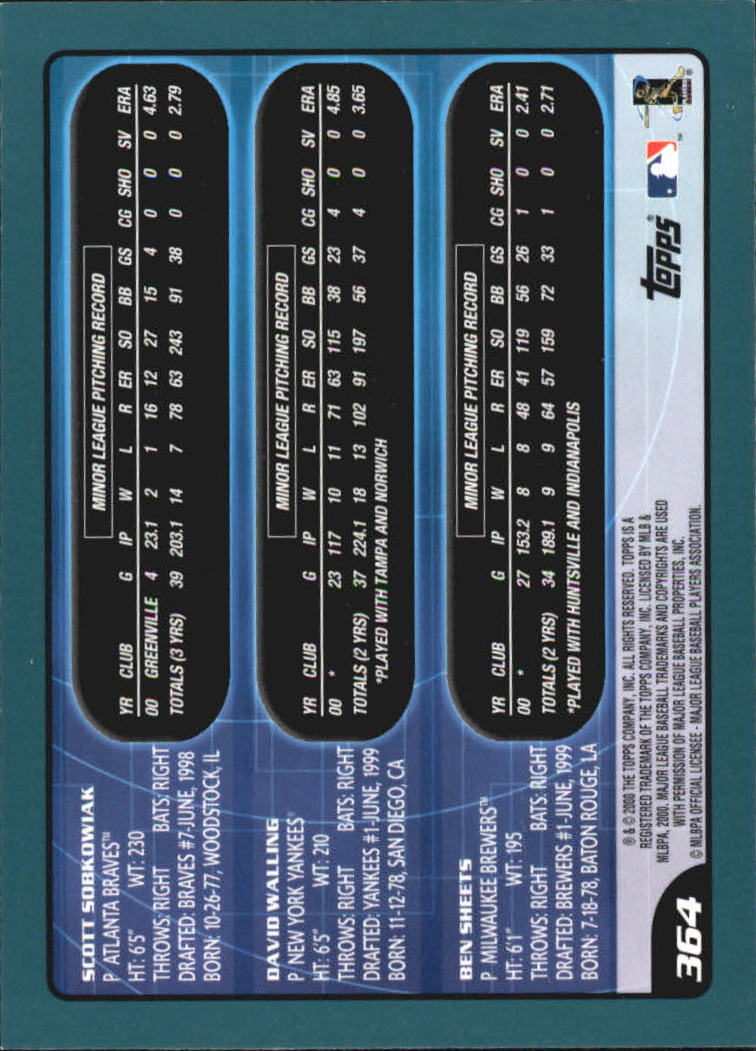 SCOTT SOBKOWIAK
P ATLANTA BRAVES™
HT: 6'5" WT: 230
THROWS: RIGHT BATS: RIGHT
DRAFTED: BRAVES #7-JUNE, 1998
BORN: 10-26-77, WOODSTOCK, IL
MINOR LEAGUE PITCHING RECORD
YR CLUB G IP W L R ER SO BB GS CG SHO SV ERA
00 GREENVILLE 4 23.1 2 1 16 12 27 15 4 0 0 0 4.63
TOTALS (3 YRS) 39 203.1 14 7 78 63 243 91 38 0 0 0 2.79
DAVID WALLING
P NEW YORK YANKEES®
HT: 6'5" WT: 210
THROWS: RIGHT BATS: RIGHT
DRAFTED: YANKEES #1-JUNE, 1999
BORN: 11-12-78, SAN DIEGO, CA
MINOR LEAGUE PITCHING RECORD
YR CLUB G IP W L R ER SO BB GS CG SHO SV ERA
00 * 23 117 10 11 71 63 115 38 23 4 0 0 4.85
TOTALS (2 YRS) 37 224.1 18 13 102 91 197 56 37 4 0 0 3.65
*PLAYED WITH TAMPA AND NORWICH
BEN SHEETS
P MILWAUKEE BREWERS™
HT: 6'1" WT: 195
THROWS: RIGHT BATS: RIGHT
DRAFTED: BREWERS #1-JUNE, 1999
BORN: 7-18-78, BATON ROUGE, LA
MINOR LEAGUE PITCHING RECORD
YR CLUB G IP W L R ER SO BB GS CG SHO SV ERA
00 * 27 153.2 8 8 48 41 119 56 26 1 0 0 2.41
TOTALS (2 YRS) 34 189.1 9 9 64 57 159 72 33 1 0 0 2.71
*PLAYED WITH HUNTSVILLE AND INDIANAPOLIS
364
® & © 2000 THE TOPPS COMPANY, INC. ALL RIGHTS RESERVED. TOPPS IS A
REGISTERED TRADEMARK OF THE TOPPS COMPANY, INC. LICENSED BY MLB &
MLBPA, 2000. MAJOR LEAGUE BASEBALL TRADEMARKS AND COPYRIGHTS ARE USED
WITH PERMISSION OF MAJOR LEAGUE BASEBALL PROPERTIES, INC.
© MLBPA OFFICIAL LICENSEE - MAJOR LEAGUE BASEBALL PLAYERS ASSOCIATION.
TOPPS®
™
®